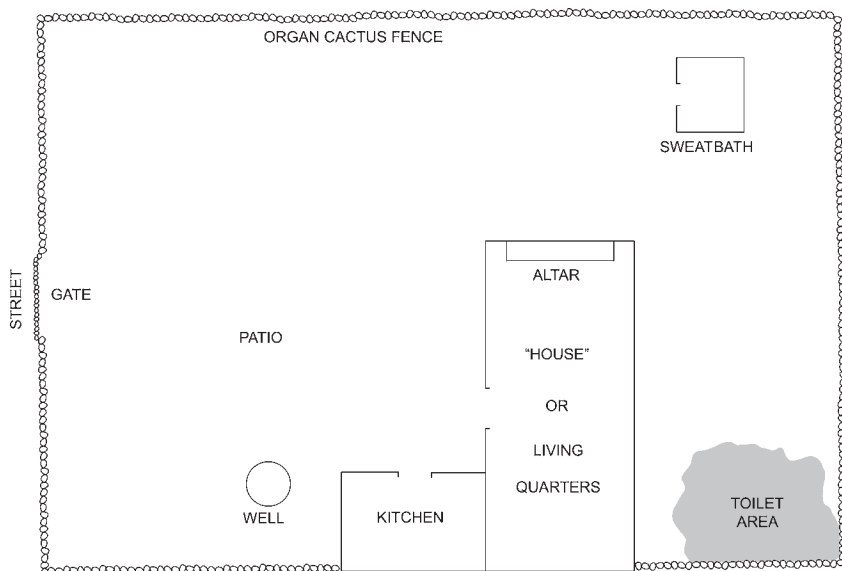 ORGAN CACTUS FENCE
SWEATBATH
STREET
GATE
ALTAR
PATIO
“HOUSE”
OR
LIVING
QUARTERS
WELL
KITCHEN
TOILET
AREA